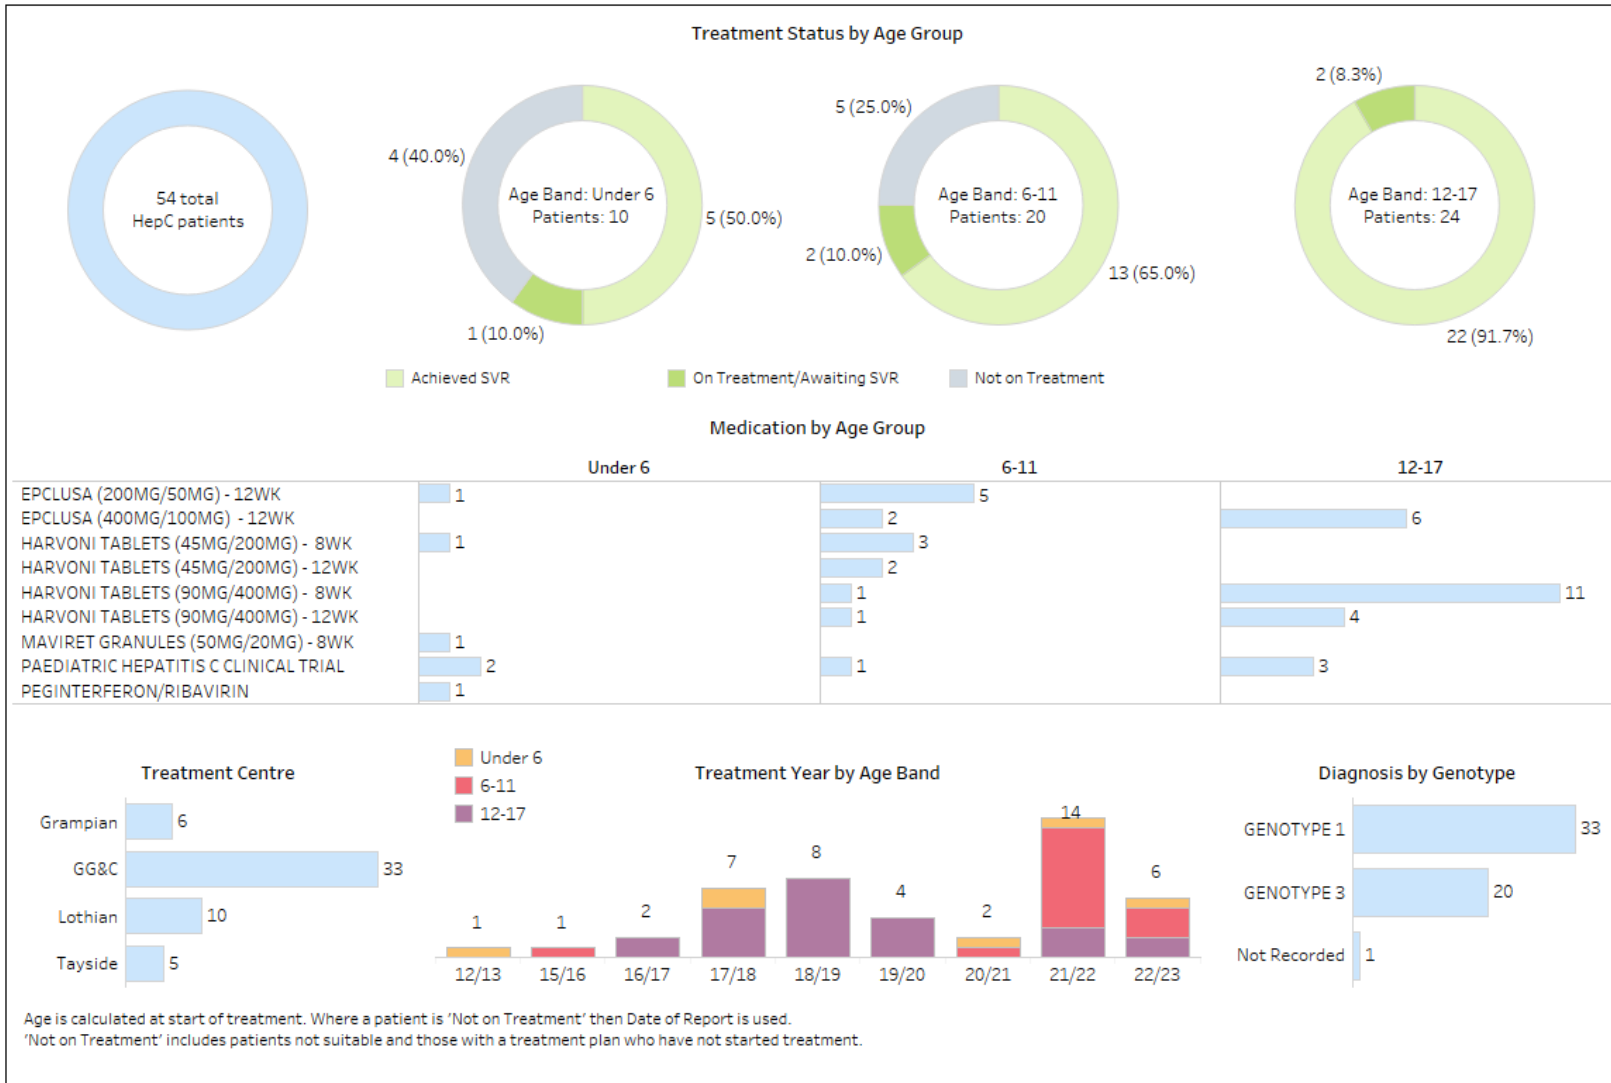 Treatment Status by Age Group
54 total
HepC patients
4 (40.0%)
Age Band: Under 6
Patients: 10
5 (50.0%)
1 (10.0%)
5 (25.0%)
Age Band: 6-11
Patients: 20
2 (10.0%)
13 (65.0%)
2 (8.3%)
Age Band: 12-17
Patients: 24
22 (91.7%)
Achieved SVR
On Treatment/Awaiting SVR
Not on Treatment
Medication by Age Group
Under 6 6-11 12-17
EPCLUSA (200MG/50MG) - 12WK 1 5
EPCLUSA (400MG/100MG) - 12WK 2 6
HARVONI TABLETS (45MG/200MG) - 8WK 1 3
HARVONI TABLETS (45MG/200MG) - 12WK 2
HARVONI TABLETS (90MG/400MG) - 8WK 1 11
HARVONI TABLETS (90MG/400MG) - 12WK 1 4
MAVIRET GRANULES (50MG/20MG) - 8WK 1
PAEDIATRIC HEPATITIS C CLINICAL TRIAL 2 1 3
PEGINTERFERON/RIBAVIRIN 1
Treatment Centre
Grampian 6
GG&C 33
Lothian 10
Tayside 5
Under 6
6-11
12-17
Treatment Year by Age Band
1 1 2 7 8 4 2 14 6
12/13 15/16 16/17 17/18 18/19 19/20 20/21 21/22 22/23
Diagnosis by Genotype
GENOTYPE 1 33
GENOTYPE 3 20
Not Recorded 1
Age is calculated at start of treatment. Where a patient is 'Not on Treatment' then Date of Report is used.
'Not on Treatment' includes patients not suitable and those with a treatment plan who have not started treatment.